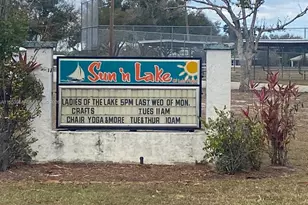 Sun 'n Lake
LADIES OF THE LAKE 5PM LAST WED OF MON.
CRAFTS TUES 11AM
CHAIR YOGA&MORE TUE&THUR 10AM